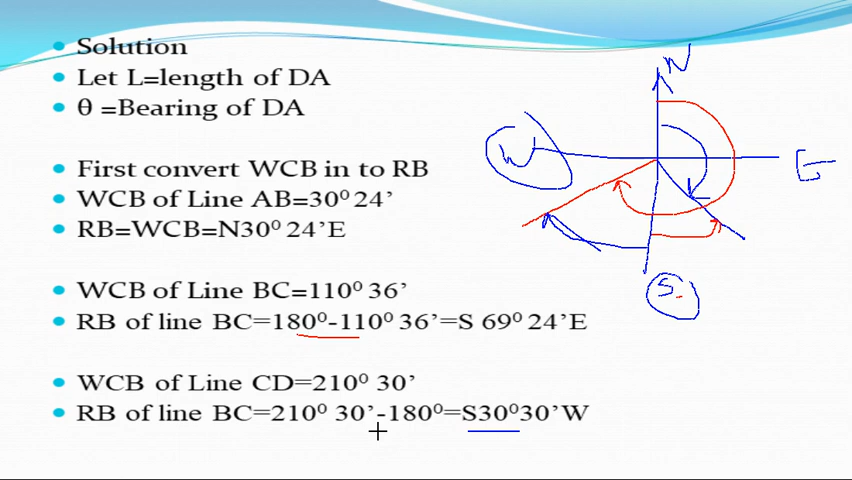 Solution
Let L=length of DA
θ =Bearing of DA
First convert WCB in to RB
WCB of Line AB=30⁰ 24’
RB=WCB=N30⁰ 24’E
WCB of Line BC=110⁰ 36’
RB of line BC=180⁰-110⁰ 36’=S 69⁰ 24’E
WCB of Line CD=210⁰ 30’
RB of line BC=210⁰ 30’-180⁰=S30⁰30’W
N
W
E
S